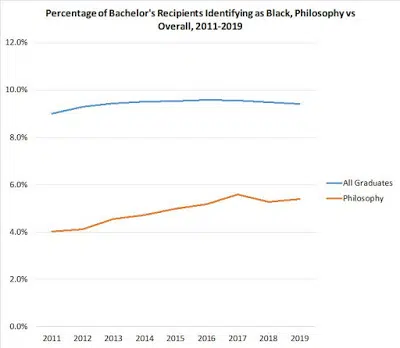 Percentage of Bachelor's Recipients Identifying as Black, Philosophy vs
Overall, 2011-2019
12.0%
10.0%
8.0%
6.0%
4.0%
2.0%
0.0%
All Graduates
Philosophy
2011 2012 2013 2014 2015 2016 2017 2018 2019